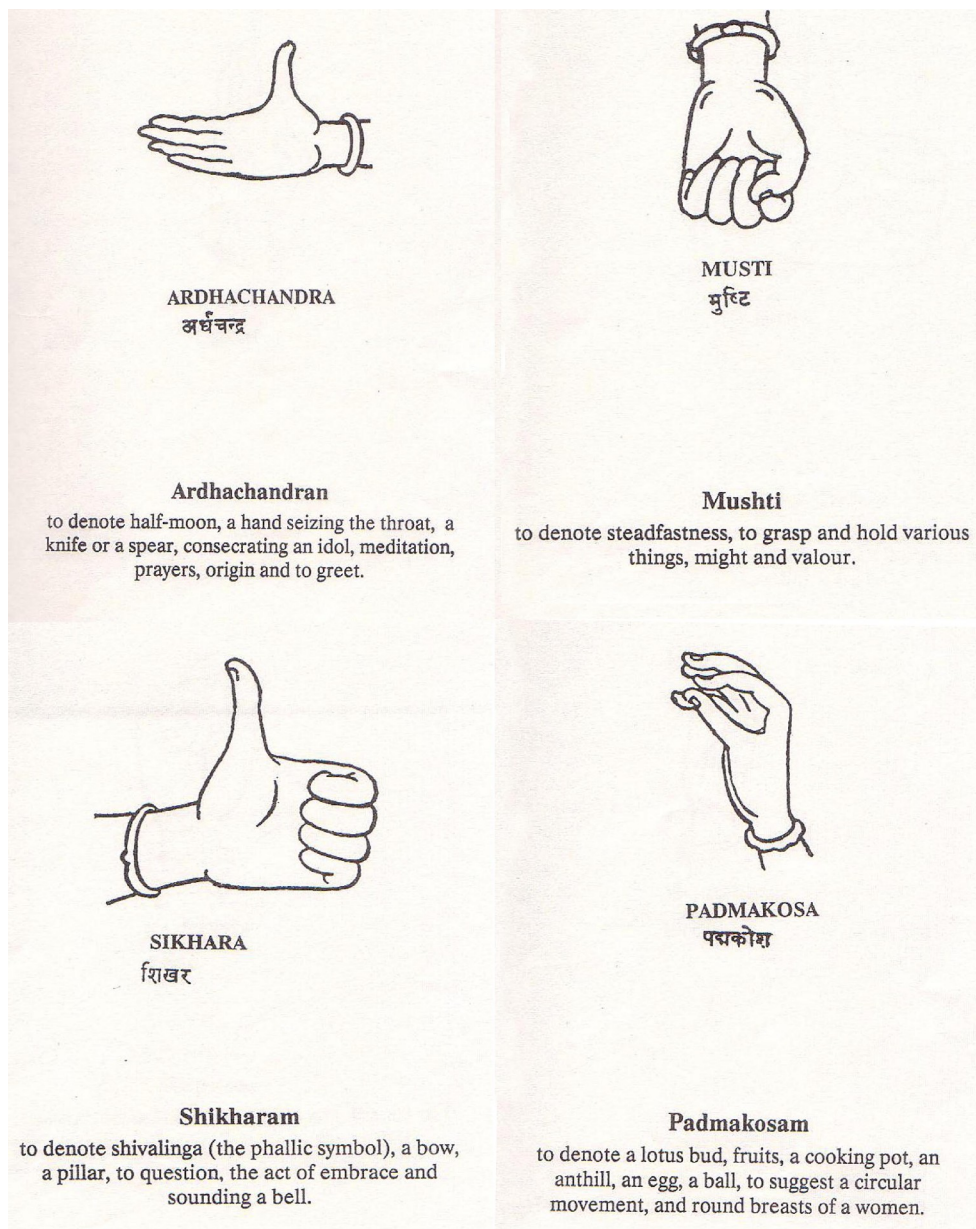 ARDHACHANDRA
अर्धचन्द्र
Ardhachandran
to denote half-moon, a hand seizing the throat, a
knife or a spear, consecrating an idol, meditation,
prayers, origin and to greet.
MUSTI
मुष्टि
Mushti
to denote steadfastness, to grasp and hold various
things, might and valour.
SIKHARA
शिखर
Shikharam
to denote shivalinga (the phallic symbol), a bow,
a pillar, to question, the act of embrace and
sounding a bell.
PADMAKOSA
पद्मकोश
Padmakosam
to denote a lotus bud, fruits, a cooking pot, an
anthill, an egg, a ball, to suggest a circular
movement, and round breasts of a women.